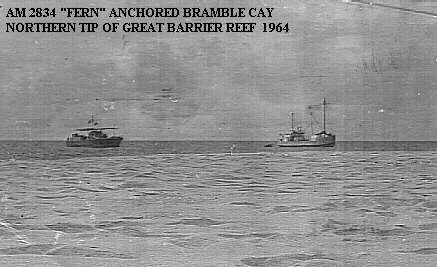 AM 2834 "FERN" ANCHORED BRAMBLE CAY
NORTHERN TIP OF GREAT BARRIER REEF 1964